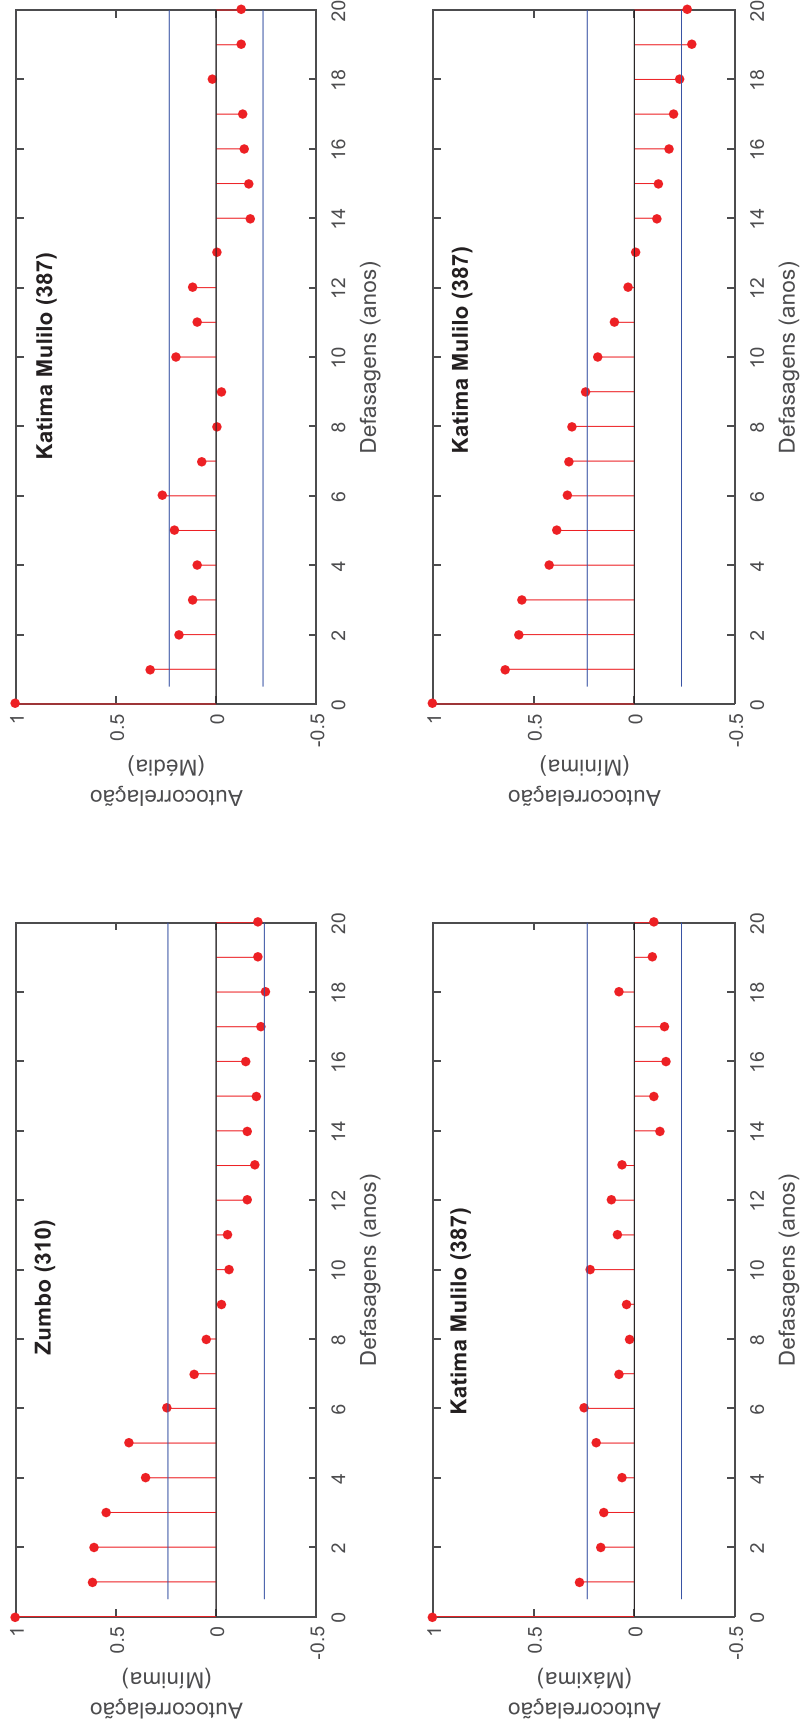 Zumbo (310)
Autocorrelação
(Mínima)
1
0.5
0
-0.5
0 2 4 6 8 10 12 14 16 18 20
Defasagens (anos)
Katima Mulilo (387)
Autocorrelação
(Média)
1
0.5
0
-0.5
0 2 4 6 8 10 12 14 16 18 20
Defasagens (anos)
Katima Mulilo (387)
Autocorrelação
(Máxima)
1
0.5
0
-0.5
0 2 4 6 8 10 12 14 16 18 20
Defasagens (anos)
Katima Mulilo (387)
Autocorrelação
(Mínima)
1
0.5
0
-0.5
0 2 4 6 8 10 12 14 16 18 20
Defasagens (anos)